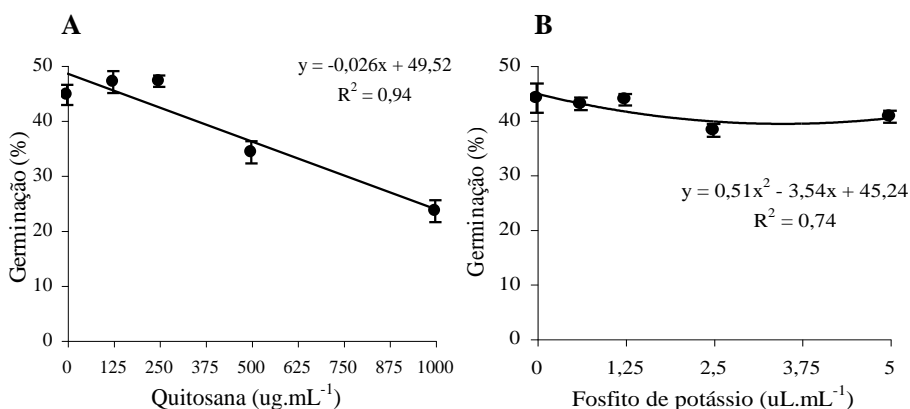 A
y = -0,026x + 49,52
R² = 0,94
Germinação (%)
50
40
30
20
10
0
0 125 250 375 500 625 750 875 1000
Quitosana (ug.mL⁻¹)
B
y = 0,51x² - 3,54x + 45,24
R² = 0,74
Germinação (%)
50
40
30
20
10
0
0 1,25 2,5 3,75 5
Fosfito de potássio (uL.mL⁻¹)